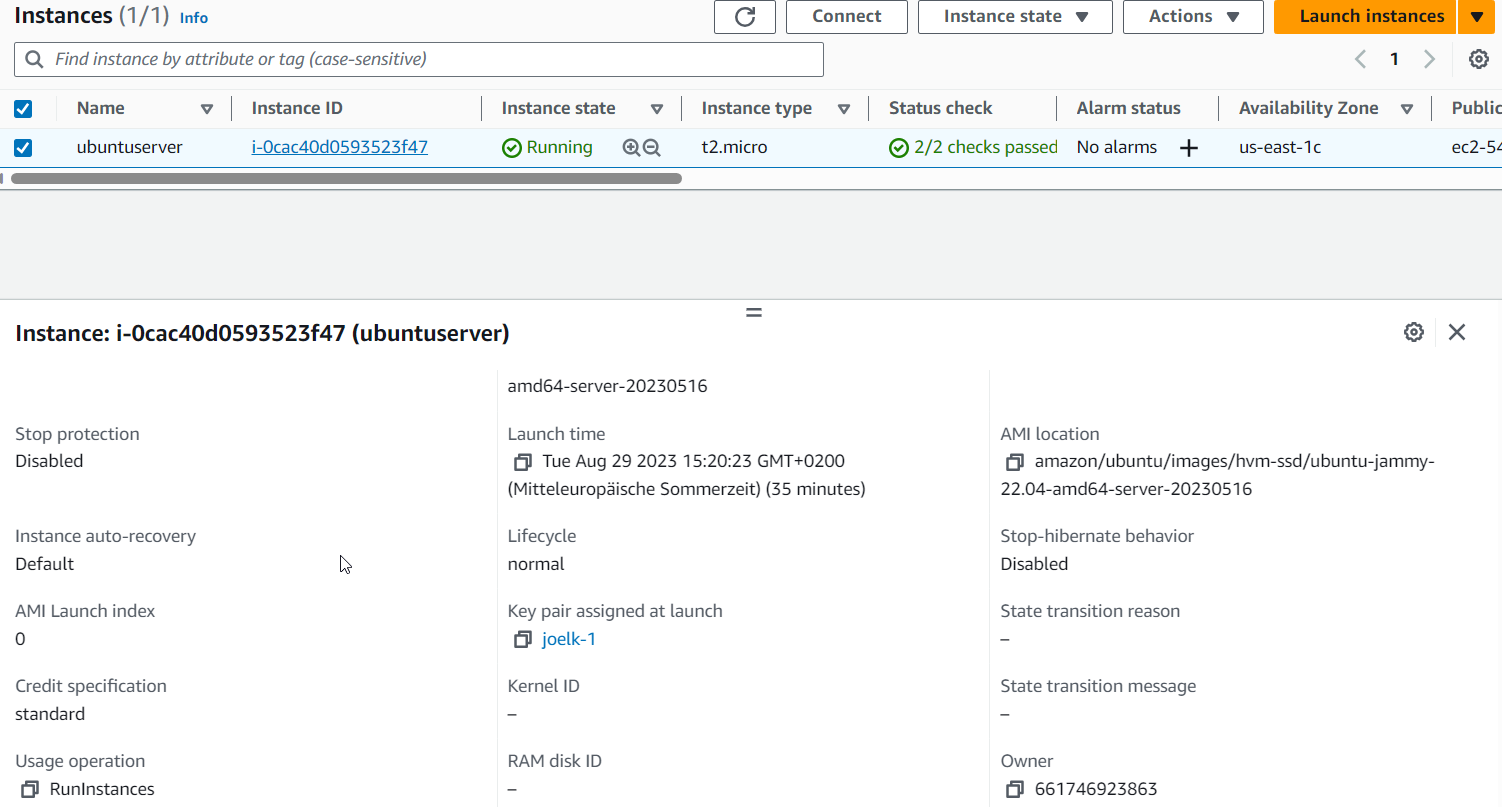 Instances (1/1) Info
Connect
Instance state
Actions
Launch instances
Find instance by attribute or tag (case-sensitive)
1
Name Instance ID Instance state Instance type Status check Alarm status Availability Zone Public
ubuntuserver i-0cac40d0593523f47 Running t2.micro 2/2 checks passed No alarms us-east-1c ec2-54
Instance: i-0cac40d0593523f47 (ubuntuserver)
amd64-server-20230516
Stop protection
Disabled
Launch time
Tue Aug 29 2023 15:20:23 GMT+0200
(Mitteleuropäische Sommerzeit) (35 minutes)
AMI location
amazon/ubuntu/images/hvm-ssd/ubuntu-jammy-
22.04-amd64-server-20230516
Instance auto-recovery
Default
Lifecycle
normal
Stop-hibernate behavior
Disabled
AMI Launch index
0
Key pair assigned at launch
joelk-1
State transition reason
–
Credit specification
standard
Kernel ID
–
State transition message
–
Usage operation
RunInstances
RAM disk ID
–
Owner
661746923863